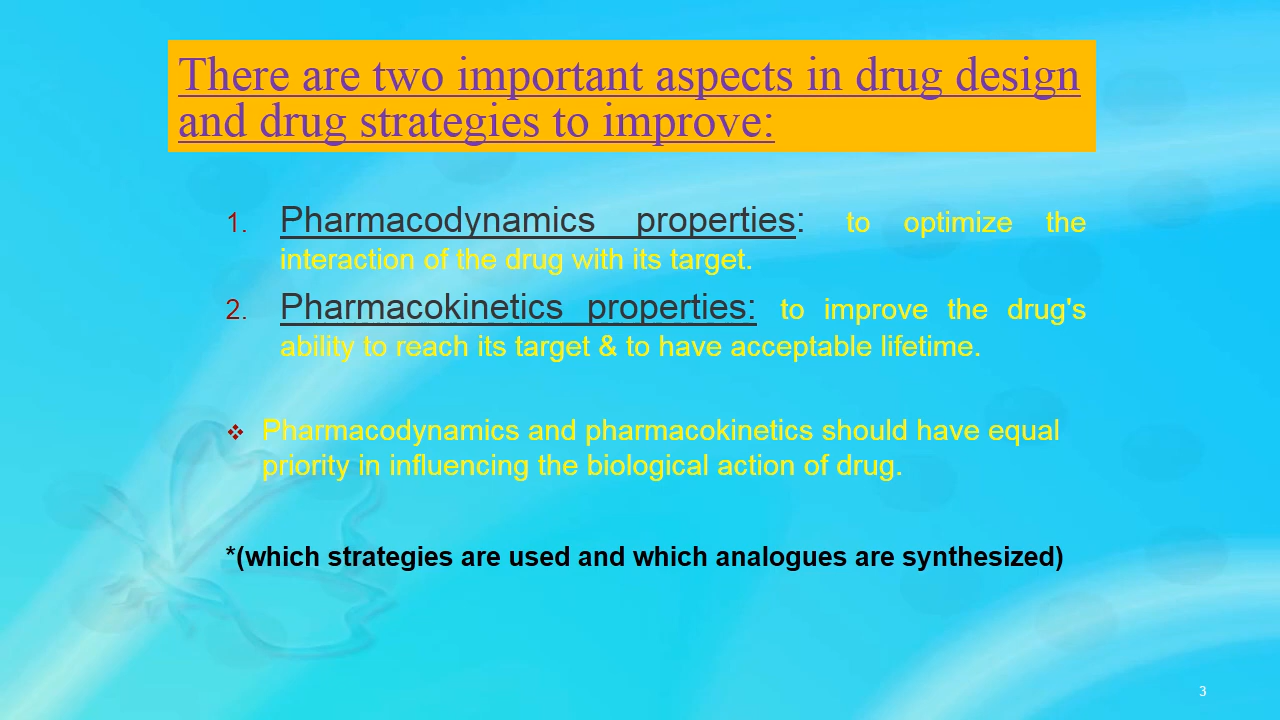 There are two important aspects in drug design
and drug strategies to improve:
1. Pharmacodynamics properties: to optimize the
interaction of the drug with its target.
2. Pharmacokinetics properties: to improve the drug's
ability to reach its target & to have acceptable lifetime.
❖ Pharmacodynamics and pharmacokinetics should have equal
priority in influencing the biological action of drug.
*(which strategies are used and which analogues are synthesized)
3